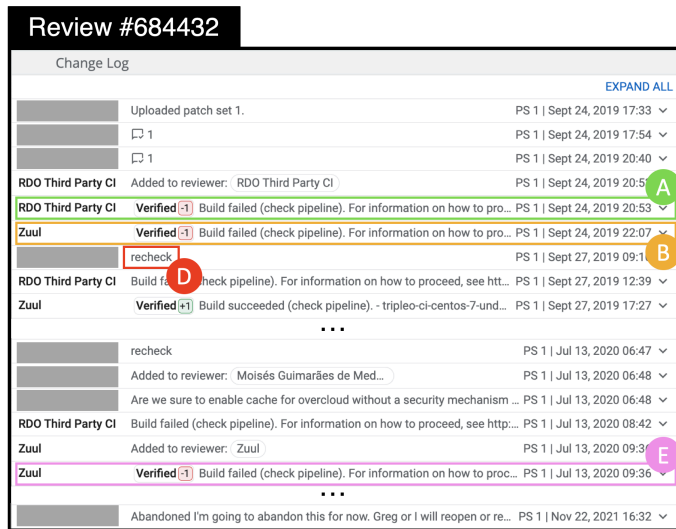 Review #684432
Change Log
EXPAND ALL
Uploaded patch set 1. PS 1 | Sept 24, 2019 17:33
1 PS 1 | Sept 24, 2019 17:54
1 PS 1 | Sept 24, 2019 20:40
RDO Third Party CI Added to reviewer: RDO Third Party CI PS 1 | Sept 24, 2019
A
RDO Third Party CI Verified -1 Build failed (check pipeline). For information on how to pro... PS 1 | Sept 24, 2019 20:53
Zuul Verified -1 Build failed (check pipeline). For information on how to pro... PS 1 | Sept 24, 2019 22:07
B
recheck PS 1 | Sept 27, 2019
D
RDO Third Party CI Build (check pipeline). For information on how to proceed, see htt... PS 1 | Sept 27, 2019 12:39
Zuul Verified +1 Build succeeded (check pipeline). - tripleo-ci-centos-7-und... PS 1 | Sept 27, 2019 17:27
...
recheck PS 1 | Jul 13, 2020 06:47
Added to reviewer: Moisés Guimarães de Med... PS 1 | Jul 13, 2020 06:48
Are we sure to enable cache for overcloud without a security mechanism ... PS 1 | Jul 13, 2020 06:48
RDO Third Party CI Build failed (check pipeline). For information on how to proceed, see http:... PS 1 | Jul 13, 2020 08:42
Zuul Added to reviewer: Zuul PS 1 | Jul 13, 2020
E
Zuul Verified -1 Build failed (check pipeline). For information on how to proc... PS 1 | Jul 13, 2020 09:36
...
Abandoned I'm going to abandon this for now. Greg or I will reopen or re... PS 1 | Nov 22, 2021 16:32